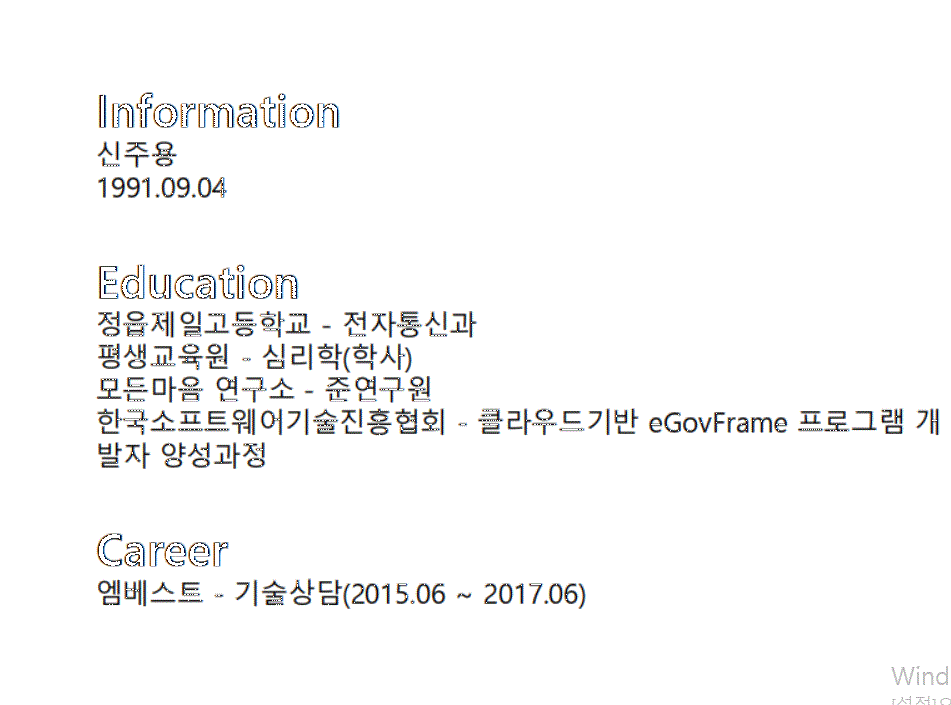 Information
신주용
1991.09.04
Education
정읍제일고등학교 - 전자통신과
평생교육원 - 심리학(학사)
모든마음 연구소 - 준연구원
한국소프트웨어기술진흥협회 - 클라우드기반 eGovFrame 프로그램 개
발자 양성과정
Career
엠베스트 - 기술상담(2015.06 ~ 2017.06)
Wind